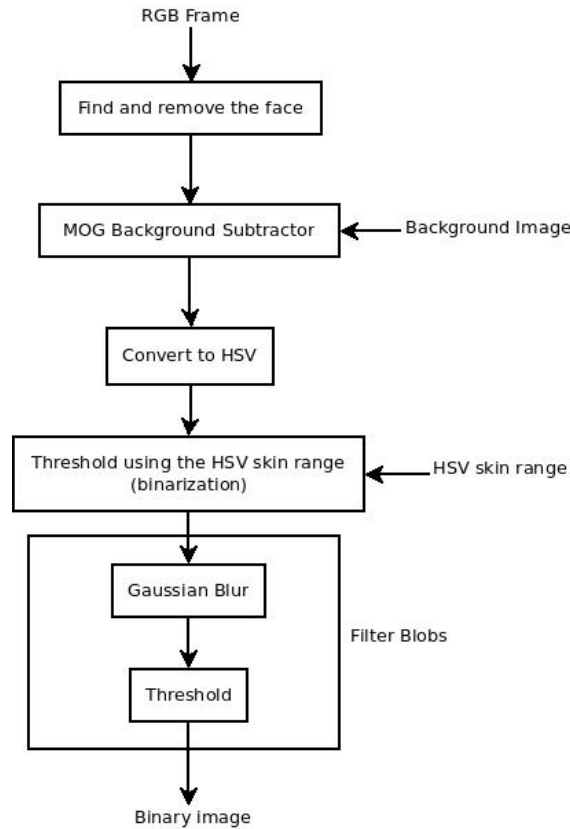 RGB Frame
Find and remove the face
MOG Background Subtractor
Background Image
Convert to HSV
Threshold using the HSV skin range
(binarization)
HSV skin range
Gaussian Blur
Filter Blobs
Threshold
Binary image